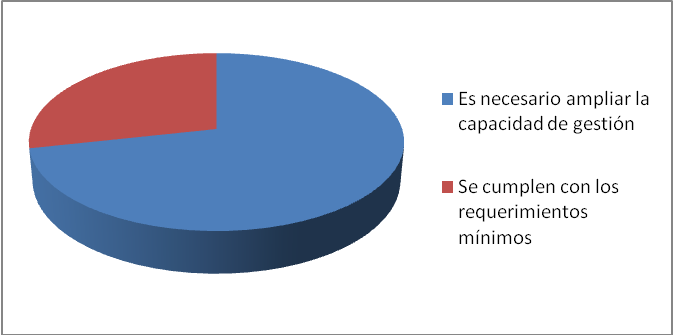 Es necesario ampliar la
capacidad de gestión
Se cumplen con los
requerimientos
mínimos